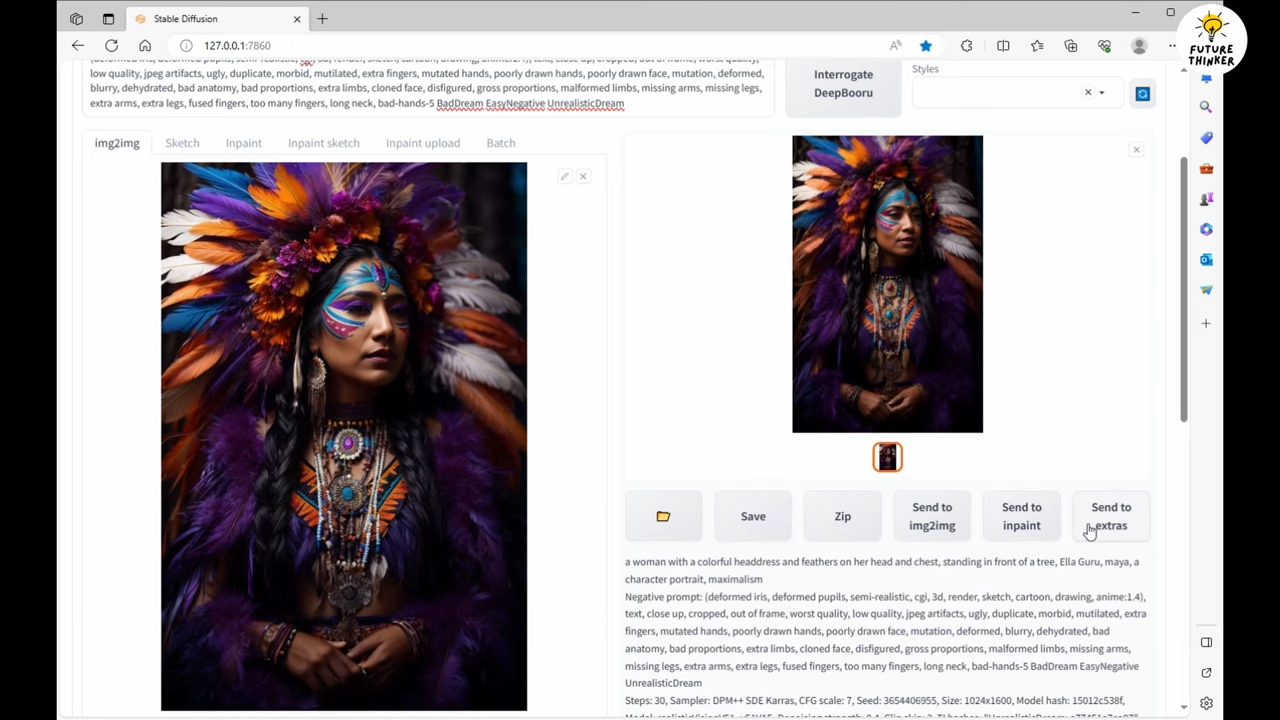 Stable Diffusion
127.0.0.1:7860
FUTURE
THINKER
low quality, jpeg artifacts, ugly, duplicate, morbid, mutilated, extra fingers, mutated hands, poorly drawn hands, poorly drawn face, mutation, deformed,
blurry, dehydrated, bad anatomy, bad proportions, extra limbs, cloned face, disfigured, gross proportions, malformed limbs, missing arms, missing legs,
extra arms, extra legs, fused fingers, too many fingers, long neck, bad-hands-5 BadDream EasyNegative UnrealisticDream
Interrogate
DeepBooru
Styles
img2img Sketch Inpaint Inpaint sketch Inpaint upload Batch
Save
Zip
Send to
img2img
Send to
inpaint
Send to
extras
a woman with a colorful headdress and feathers on her head and chest, standing in front of a tree, Ella Guru, maya, a
character portrait, maximalism
Negative prompt: (deformed iris, deformed pupils, semi-realistic, cgi, 3d, render, sketch, cartoon, drawing, anime:1.4),
text, close up, cropped, out of frame, worst quality, low quality, jpeg artifacts, ugly, duplicate, morbid, mutilated, extra
fingers, mutated hands, poorly drawn hands, poorly drawn face, mutation, deformed, blurry, dehydrated, bad
anatomy, bad proportions, extra limbs, cloned face, disfigured, gross proportions, malformed limbs, missing arms,
missing legs, extra arms, extra legs, fused fingers, too many fingers, long neck, bad-hands-5 BadDream EasyNegative
UnrealisticDream
Steps: 30, Sampler: DPM++ SDE Karras, CFG scale: 7, Seed: 3654406955, Size: 1024x1600, Model hash: 15012c538f,